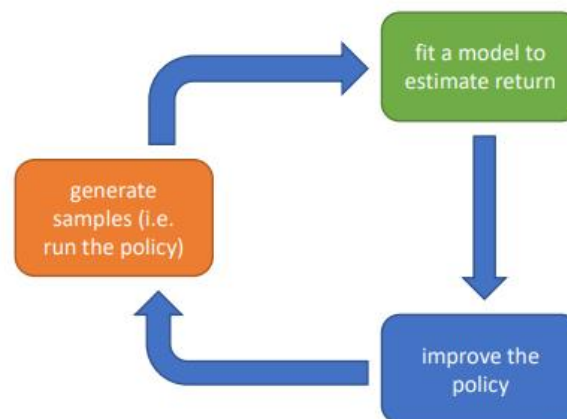 fit a model to
estimate return
generate
samples (i.e.
run the policy)
improve the
policy